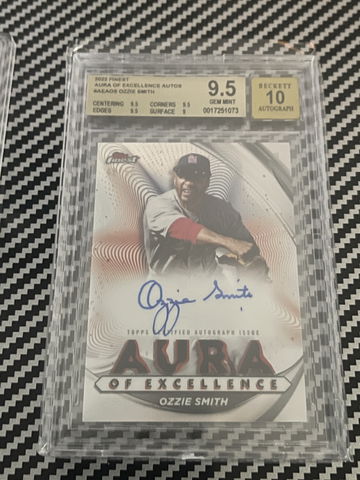 2022 FINEST
AURA OF EXCELLENCE AUTOS
#AEAOS OZZIE SMITH
CENTERING 9.5 CORNERS 9.5
EDGES 9.5 SURFACE 9
9.5
GEM MINT
0017251073
BECKETT
10
AUTOGRAPH
finest
Ozzie Smith
TOPPS CERTIFIED AUTOGRAPH ISSUE
AURA
OF EXCELLENCE
OZZIE SMITH